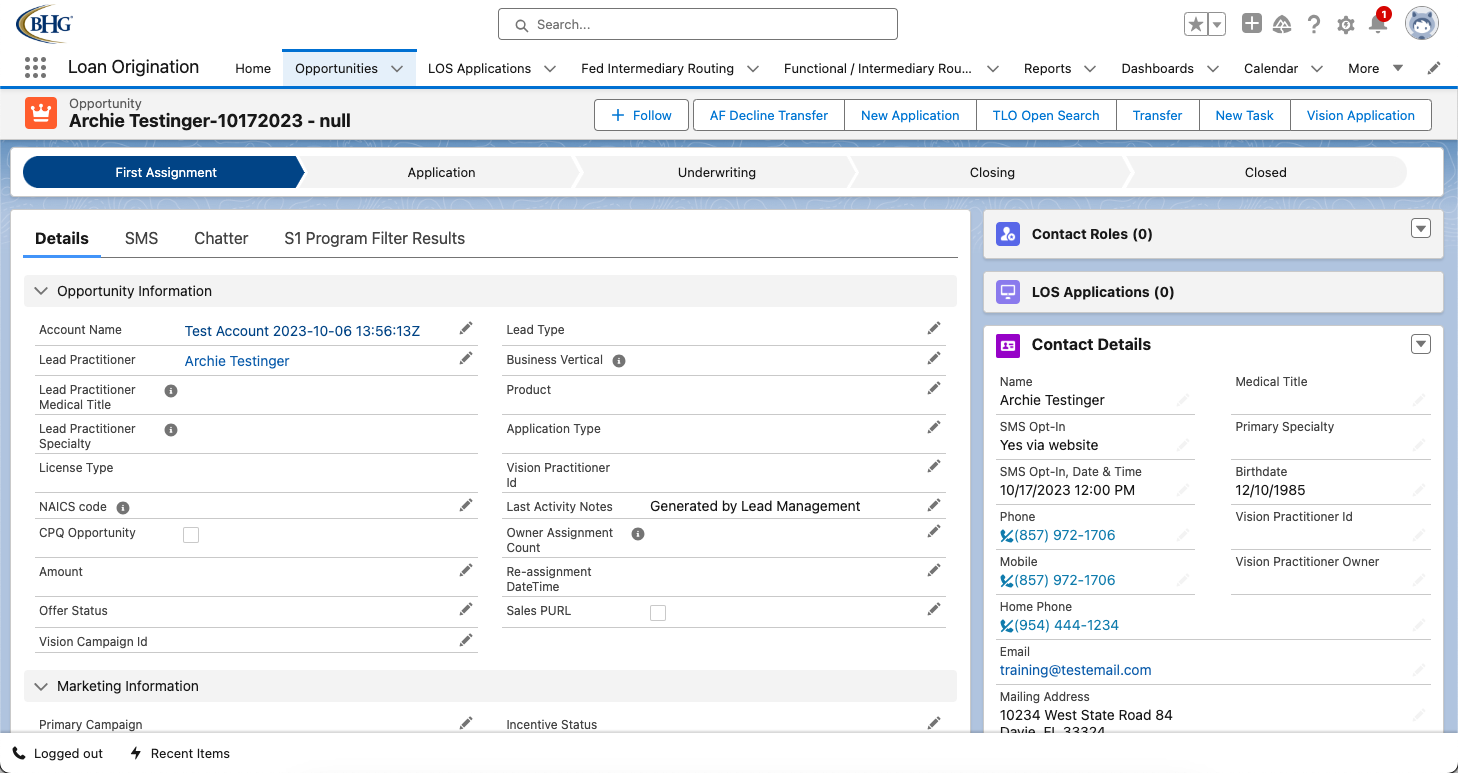 BHG
Search...
1
Loan Origination
Home
Opportunities
LOS Applications
Fed Intermediary Routing
Functional / Intermediary Rou...
Reports
Dashboards
Calendar
More
Opportunity
Archie Testinger-10172023 - null
Follow
AF Decline Transfer
New Application
TLO Open Search
Transfer
New Task
Vision Application
First Assignment
Application
Underwriting
Closing
Closed
Details
SMS
Chatter
S1 Program Filter Results
Opportunity Information
Account Name
Test Account 2023-10-06 13:56:13Z
Lead Practitioner
Archie Testinger
Lead Practitioner
Medical Title
Lead Practitioner
Specialty
License Type
NAICS code
CPQ Opportunity
Amount
Offer Status
Vision Campaign Id
Lead Type
Business Vertical
Product
Application Type
Vision Practitioner
Id
Last Activity Notes
Generated by Lead Management
Owner Assignment
Count
Re-assignment
DateTime
Sales PURL
Marketing Information
Primary Campaign
Incentive Status
Contact Roles (0)
LOS Applications (0)
Contact Details
Name
Archie Testinger
Medical Title
SMS Opt-In
Yes via website
Primary Specialty
SMS Opt-In, Date & Time
10/17/2023 12:00 PM
Birthdate
12/10/1985
Phone
(857) 972-1706
Vision Practitioner Id
Mobile
(857) 972-1706
Vision Practitioner Owner
Home Phone
(954) 444-1234
Email
training@testemail.com
Mailing Address
10234 West State Road 84
Davie, FL 33324
Logged out
Recent Items